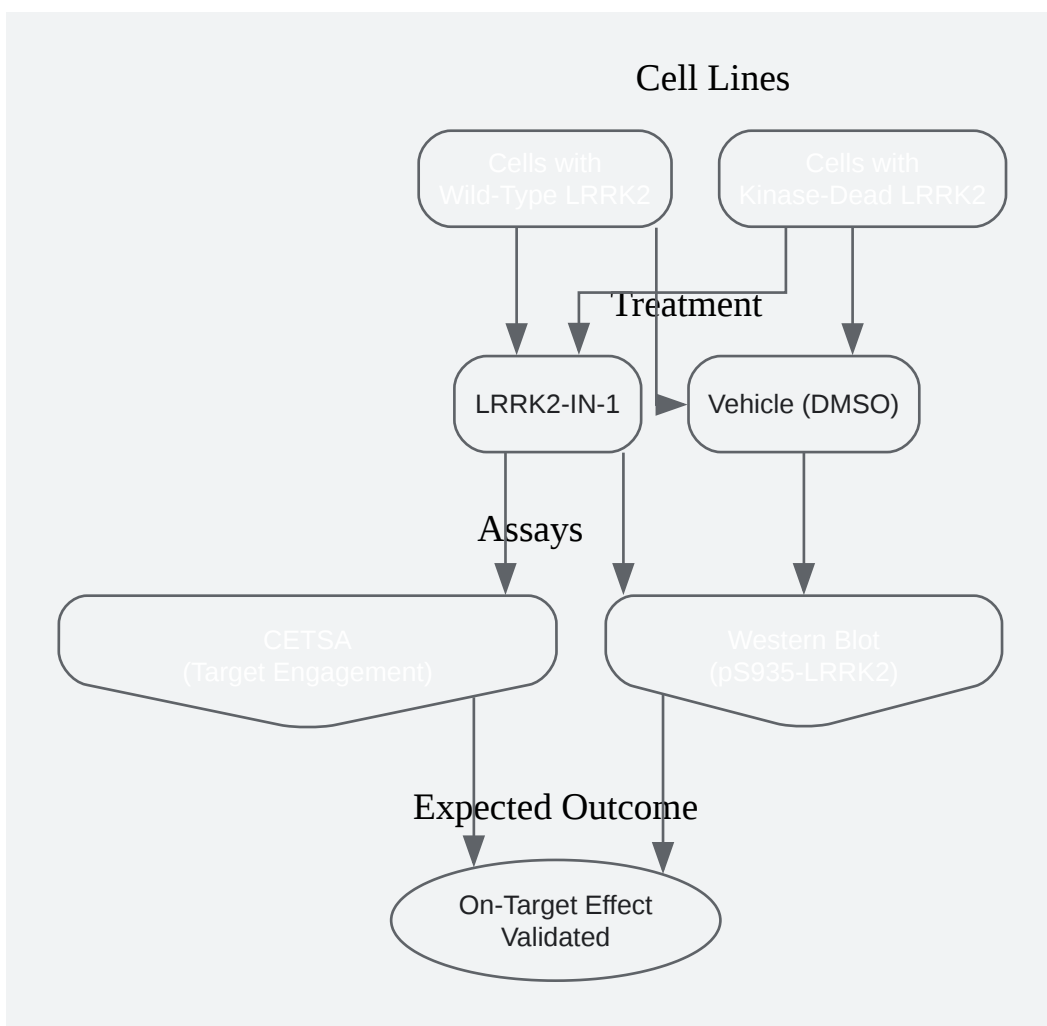 Cell Lines
Cells with
Wild-Type LRRK2
Cells with
Kinase-Dead LRRK2
Treatment
LRRK2-IN-1
Vehicle (DMSO)
Assays
CETSA
(Target Engagement)
Western Blot
(pS935-LRRK2)
Expected Outcome
On-Target Effect
Validated